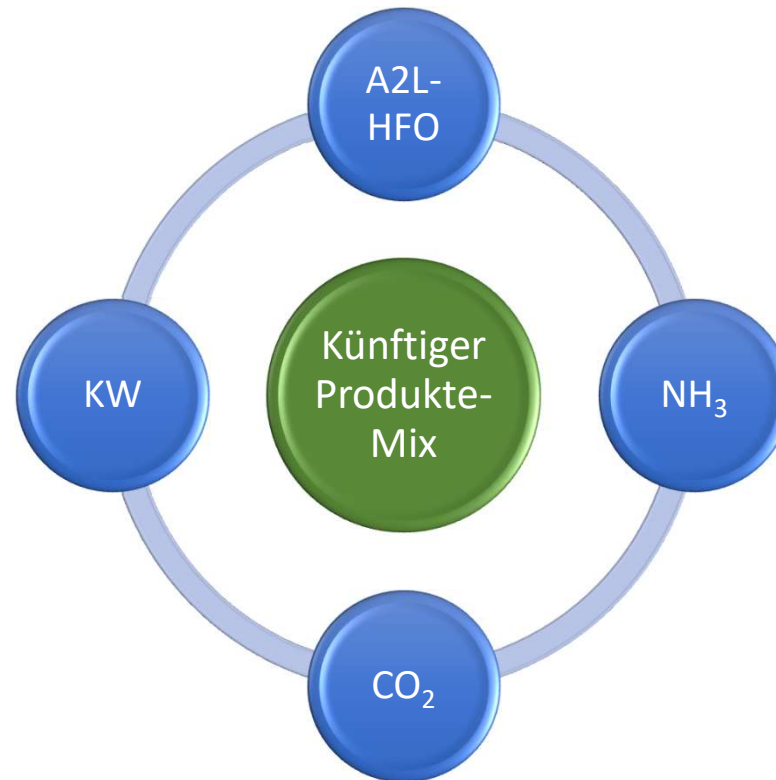 A2L-
HFO
Künftiger
Produkte-
Mix
KW
NH₃
CO₂